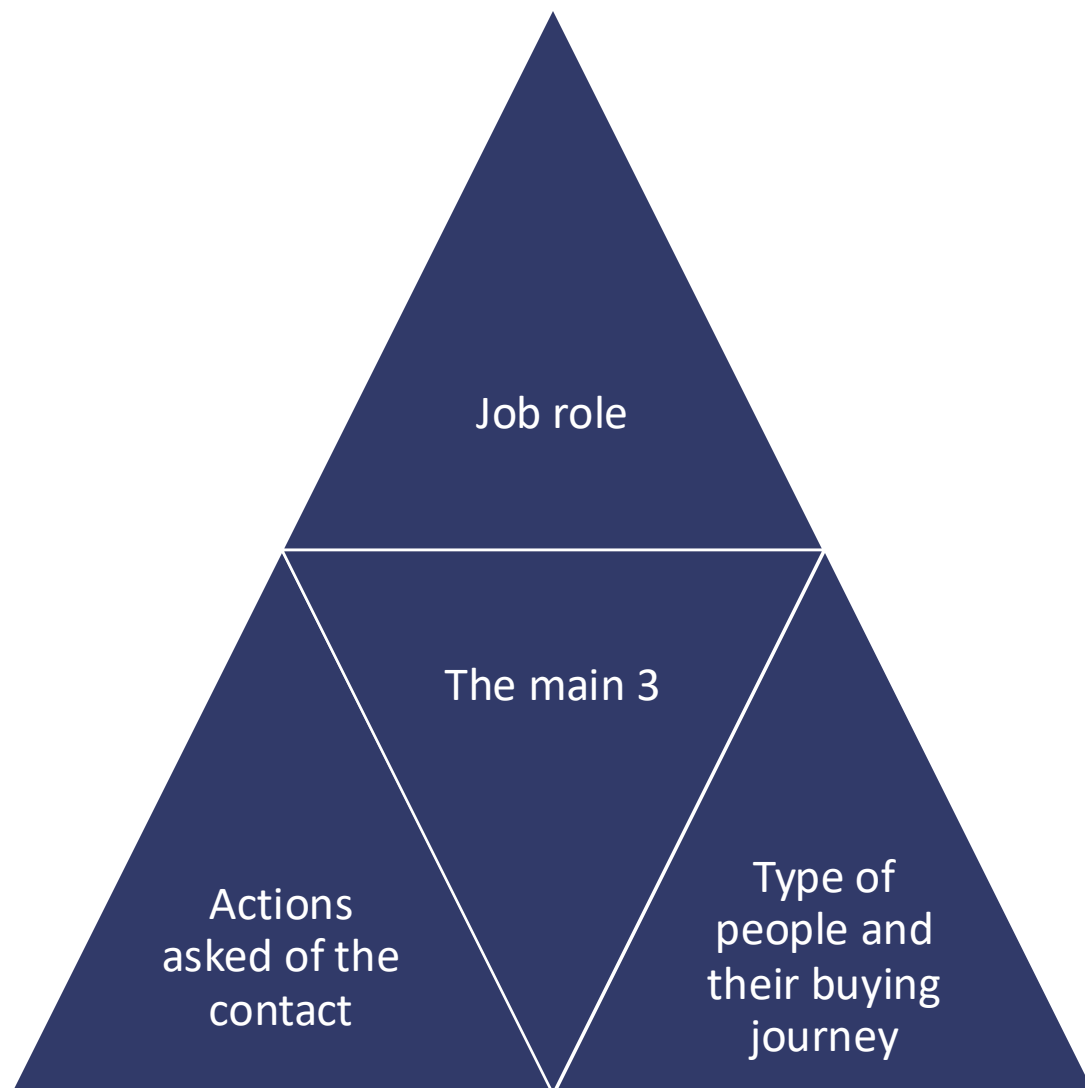 Job role
The main 3
Actions
asked of the
contact
Type of
people and
their buying
journey